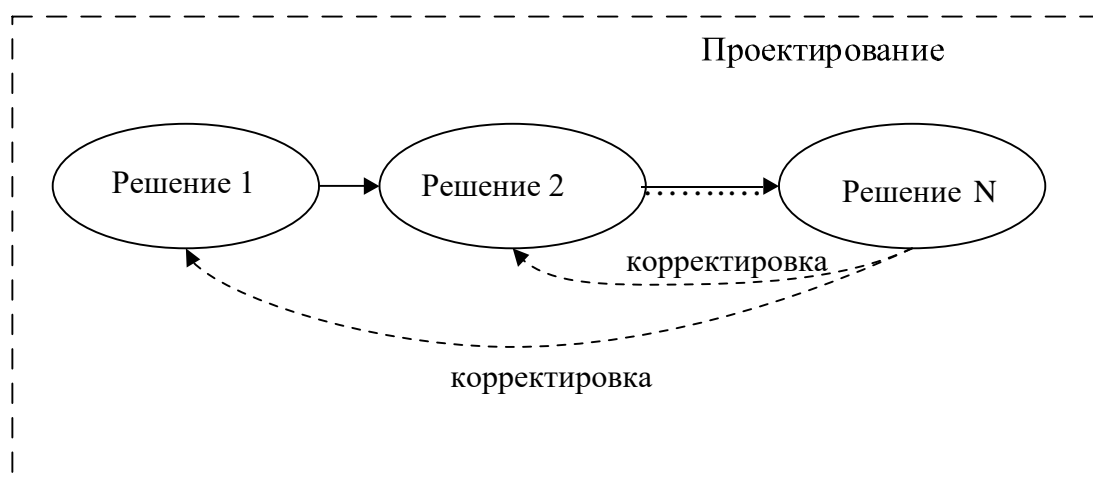 Проектирование
Решение 1
Решение 2
Решение N
корректировка
корректировка